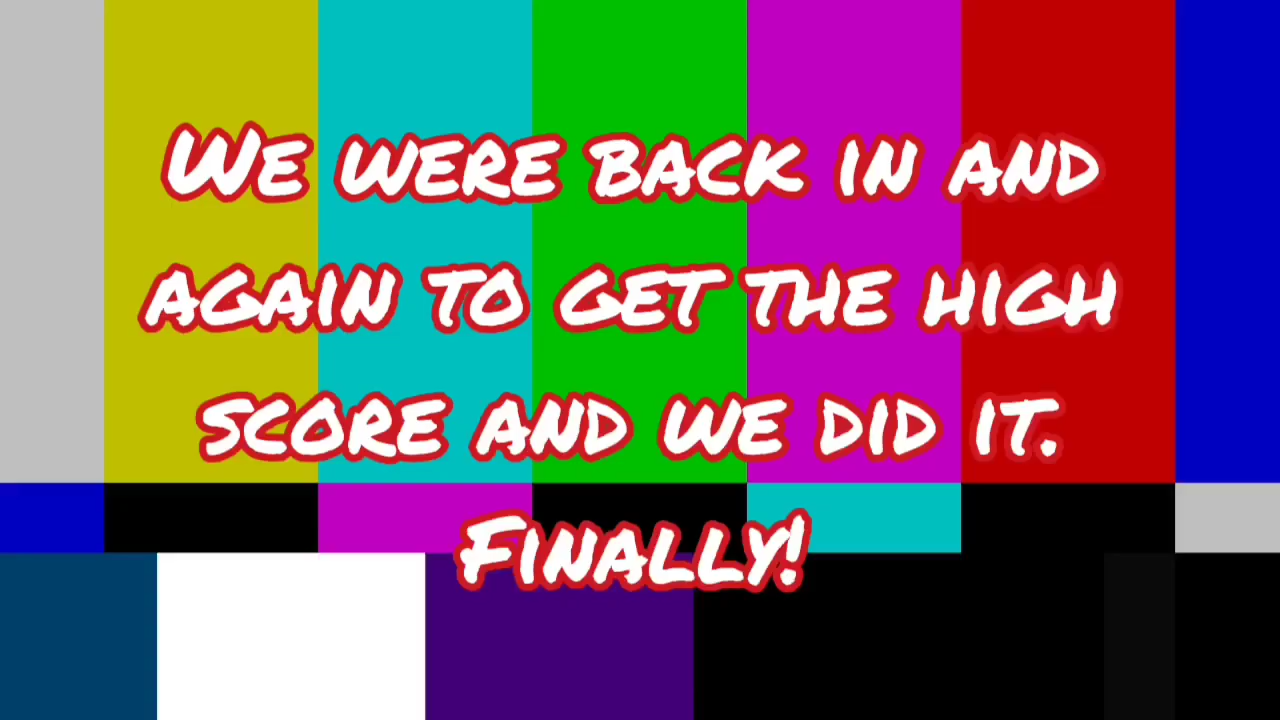 We were back in and
again to get the high
score and we did it.
Finally!